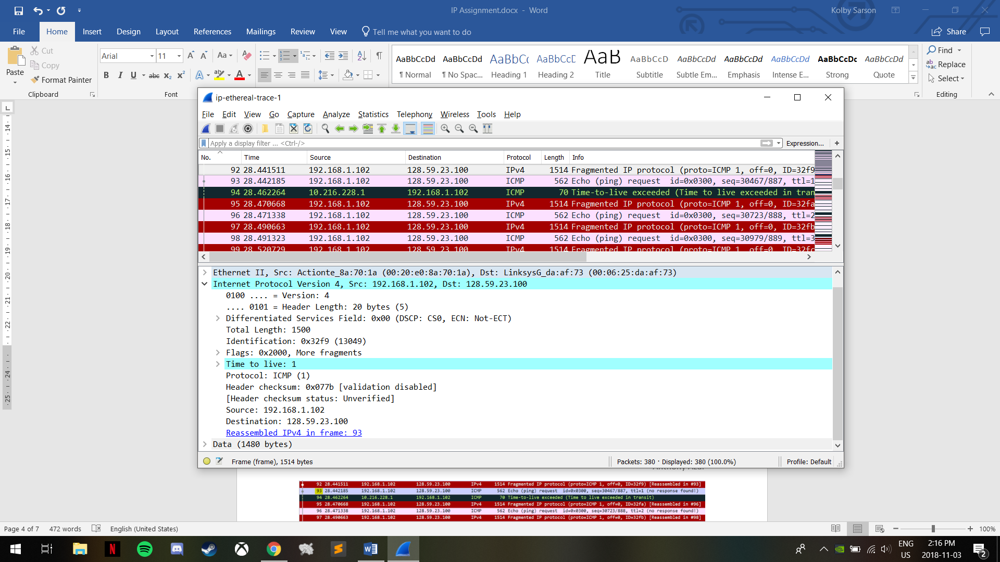 IP Assignment.docx - Word
Kolby Sarson
File Home Insert Design Layout References Mailings Review View Tell me what you want to do
Share
Paste
Cut
Copy
Format Painter
Clipboard
Arial 11
Font
AaBbCcDd AaBbCcDd AaBbC( AaBbCcE AaB AaBbCcD AaBbCcDd AaBbCcDd AaBbCcDd AaBbCcDc AaBbCcDd
¶ Normal ¶ No Spac... Heading 1 Heading 2 Title Subtitle Subtle Em... Emphasis Intense E... Strong Quote
Find
Replace
Select
Editing
ip-ethereal-trace-1
File Edit View Go Capture Analyze Statistics Telephony Wireless Tools Help
Apply a display filter ... <Ctrl-/>
Expression... +
No. Time Source Destination Protocol Length Info
92 28.441511 192.168.1.102 128.59.23.100 IPv4 1514 Fragmented IP protocol (proto=ICMP 1, off=0, ID=32f9
93 28.442185 192.168.1.102 128.59.23.100 ICMP 562 Echo (ping) request id=0x0300, seq=30467/887, ttl=1
94 28.462264 10.216.228.1 192.168.1.102 ICMP 70 Time-to-live exceeded (Time to live exceeded in tran
95 28.470668 192.168.1.102 128.59.23.100 IPv4 1514 Fragmented IP protocol (proto=ICMP 1, off=0, ID=32fa
96 28.471338 192.168.1.102 128.59.23.100 ICMP 562 Echo (ping) request id=0x0300, seq=30723/888, ttl=2
97 28.490663 192.168.1.102 128.59.23.100 IPv4 1514 Fragmented IP protocol (proto=ICMP 1, off=0, ID=32fb
98 28.491323 192.168.1.102 128.59.23.100 ICMP 562 Echo (ping) request id=0x0300, seq=30979/889, ttl=3
99 28.520729 192.168.1.102 128.59.23.100 IPv4 1514 Fragmented IP protocol (proto=ICMP 1, off=0, ID=32fc
Ethernet II, Src: Actionte_8a:70:1a (00:20:e0:8a:70:1a), Dst: LinksysG_da:af:73 (00:06:25:da:af:73)
Internet Protocol Version 4, Src: 192.168.1.102, Dst: 128.59.23.100
0100 .... = Version: 4
.... 0101 = Header Length: 20 bytes (5)
Differentiated Services Field: 0x00 (DSCP: CS0, ECN: Not-ECT)
Total Length: 1500
Identification: 0x32f9 (13049)
Flags: 0x2000, More fragments
Time to live: 1
Protocol: ICMP (1)
Header checksum: 0x077b [validation disabled]
[Header checksum status: Unverified]
Source: 192.168.1.102
Destination: 128.59.23.100
Reassembled IPv4 in frame: 93
Data (1480 bytes)
Frame (frame), 1514 bytes
Packets: 380 · Displayed: 380 (100.0%)
Profile: Default
92 28.441511 192.168.1.102 128.59.23.100 IPv4 1514 Fragmented IP protocol (proto=ICMP 1, off=0, ID=32f9) [Reassembled in #93]
93 28.442185 192.168.1.102 128.59.23.100 ICMP 562 Echo (ping) request id=0x0300, seq=30467/887, ttl=1 (no response found!)
94 28.462264 10.216.228.1 192.168.1.102 ICMP 70 Time-to-live exceeded (Time to live exceeded in transit)
95 28.470668 192.168.1.102 128.59.23.100 IPv4 1514 Fragmented IP protocol (proto=ICMP 1, off=0, ID=32fa) [Reassembled in #96]
96 28.471338 192.168.1.102 128.59.23.100 ICMP 562 Echo (ping) request id=0x0300, seq=30723/888, ttl=2 (no response found!)
97 28.490663 192.168.1.102 128.59.23.100 IPv4 1514 Fragmented IP protocol (proto=ICMP 1, off=0, ID=32fb) [Reassembled in #98]
Page 4 of 7 472 words English (United States)
100%
ENG
US
2:16 PM
2018-11-03
2